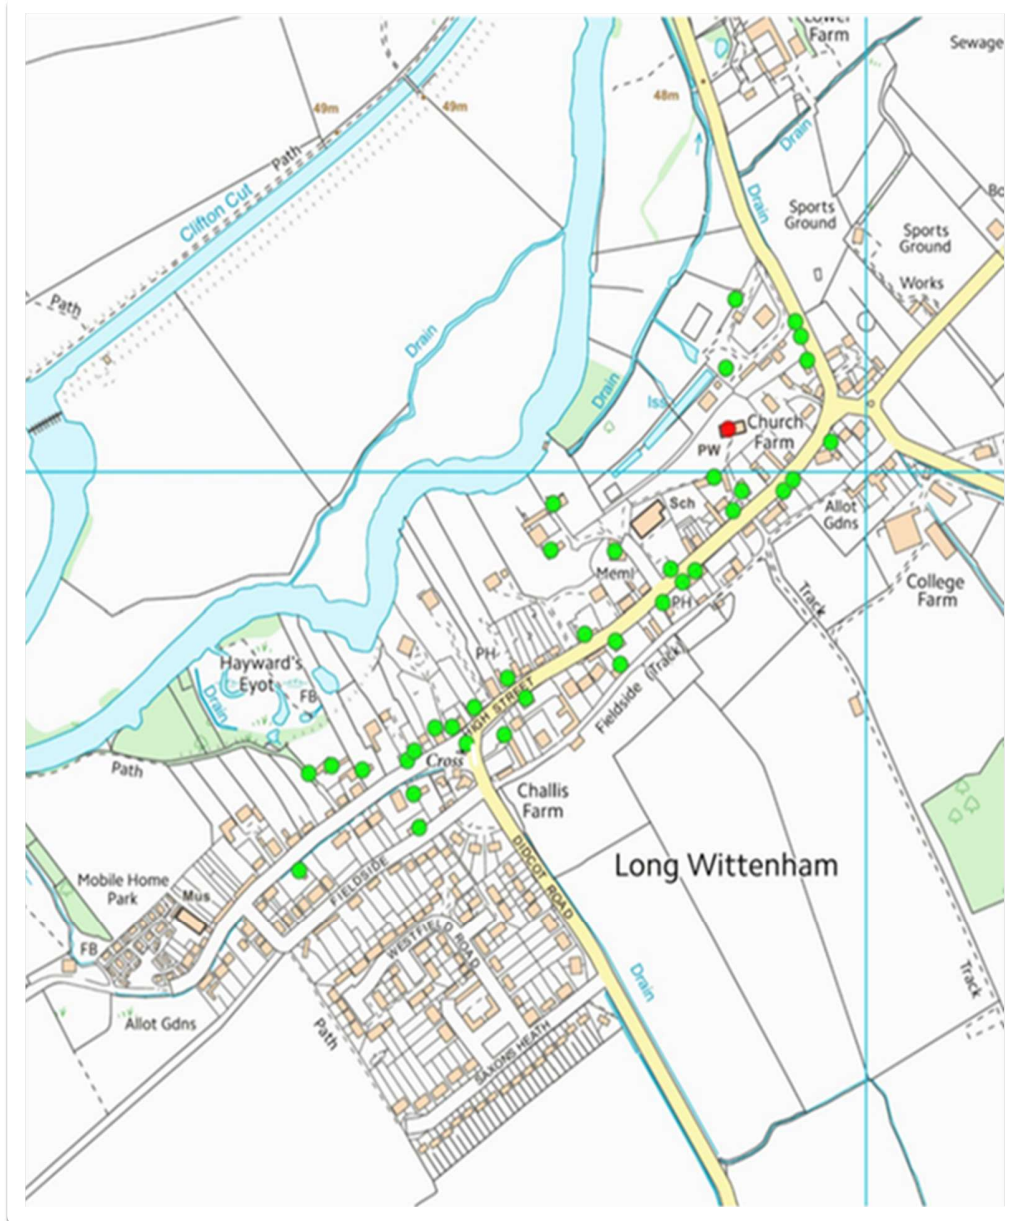 Lower
Farm
Sewage
49m
49m
48m
Drain
Path
Clifton Cut
Drain
Sports
Ground
Sports
Ground
Works
Path
Drain
Drain
Iss
Church
Farm
PW
Sch
Allot
Gdns
Meml
PH
College
Farm
Track
Hayward's
Eyot
FB
Drain
PH
HIGH STREET
Fieldside (Track)
Cross
Path
Challis
Farm
Long Wittenham
Mobile Home
Park
Mus
FIELDSIDE
DIDCOT ROAD
WESTFIELD ROAD
FB
Drain
Track
Allot Gdns
Path
SAXONS HEATH